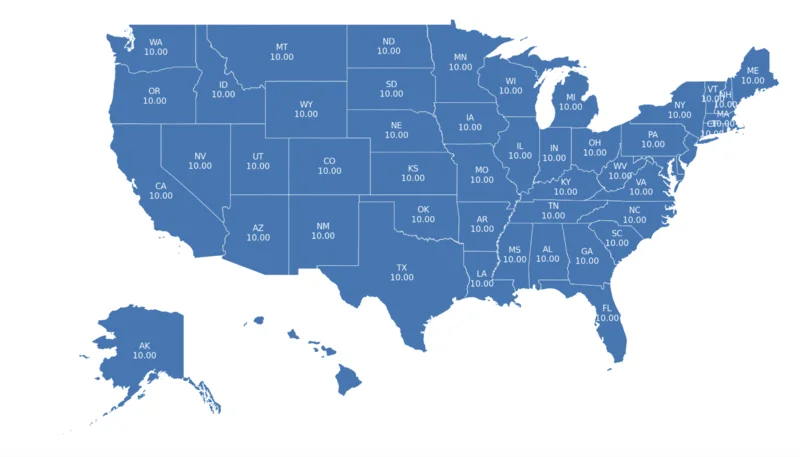 WA
10.00
MT
10.00
ND
10.00
MN
10.00
ME
10.00
OR
10.00
ID
10.00
SD
10.00
WI
10.00
MI
10.00
VT
10.00
NH
10.00
WY
10.00
IA
10.00
NY
10.00
MA
10.00
CT
10.00
NE
10.00
NV
10.00
UT
10.00
CO
10.00
KS
10.00
MO
10.00
IL
10.00
IN
10.00
OH
10.00
PA
10.00
CA
10.00
KY
10.00
WV
10.00
VA
10.00
AZ
10.00
NM
10.00
OK
10.00
AR
10.00
TN
10.00
NC
10.00
SC
10.00
TX
10.00
LA
10.00
MS
10.00
AL
10.00
GA
10.00
FL
10.00
AK
10.00